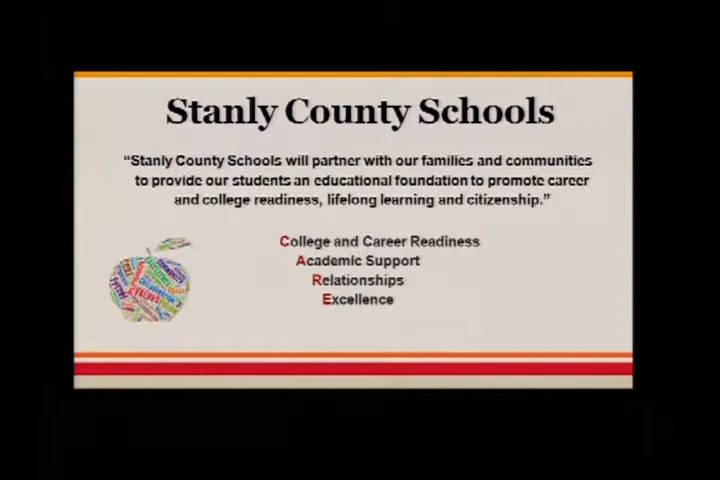 Stanly County Schools
“Stanly County Schools will partner with our families and communities
to provide our students an educational foundation to promote career
and college readiness, lifelong learning and citizenship.”
College and Career Readiness
Academic Support
Relationships
Excellence